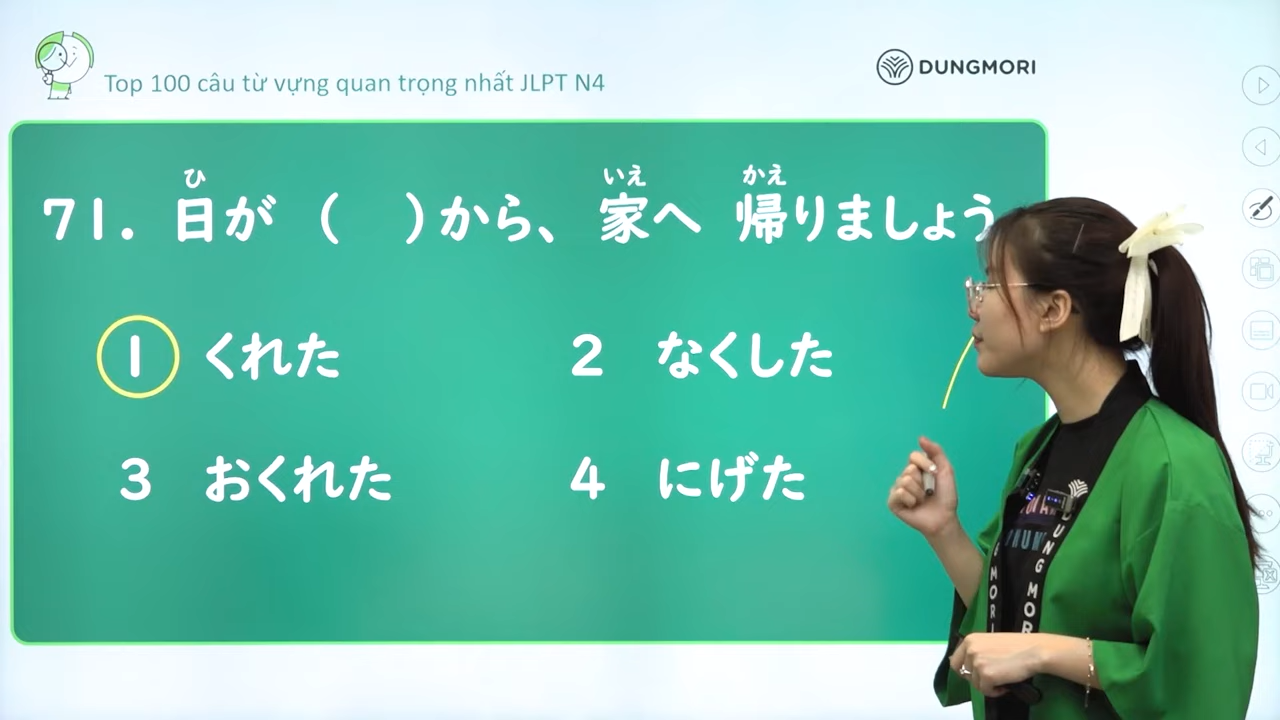 Top 100 câu từ vựng quan trọng nhất JLPT N4
DUNGMORI
ひ いえ かえ
71. 日が ( )から、家へ 帰りましょう
1 くれた 2 なくした
3 おくれた 4 にげた
DUNG MORI